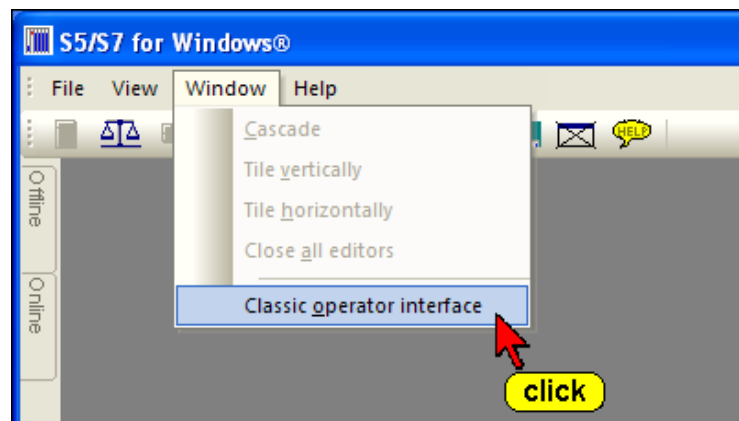 S5/S7 for Windows®
File View Window Help
HELP
Cascade
Tile vertically
Tile horizontally
Close all editors
Classic operator interface
Offline
Online
click